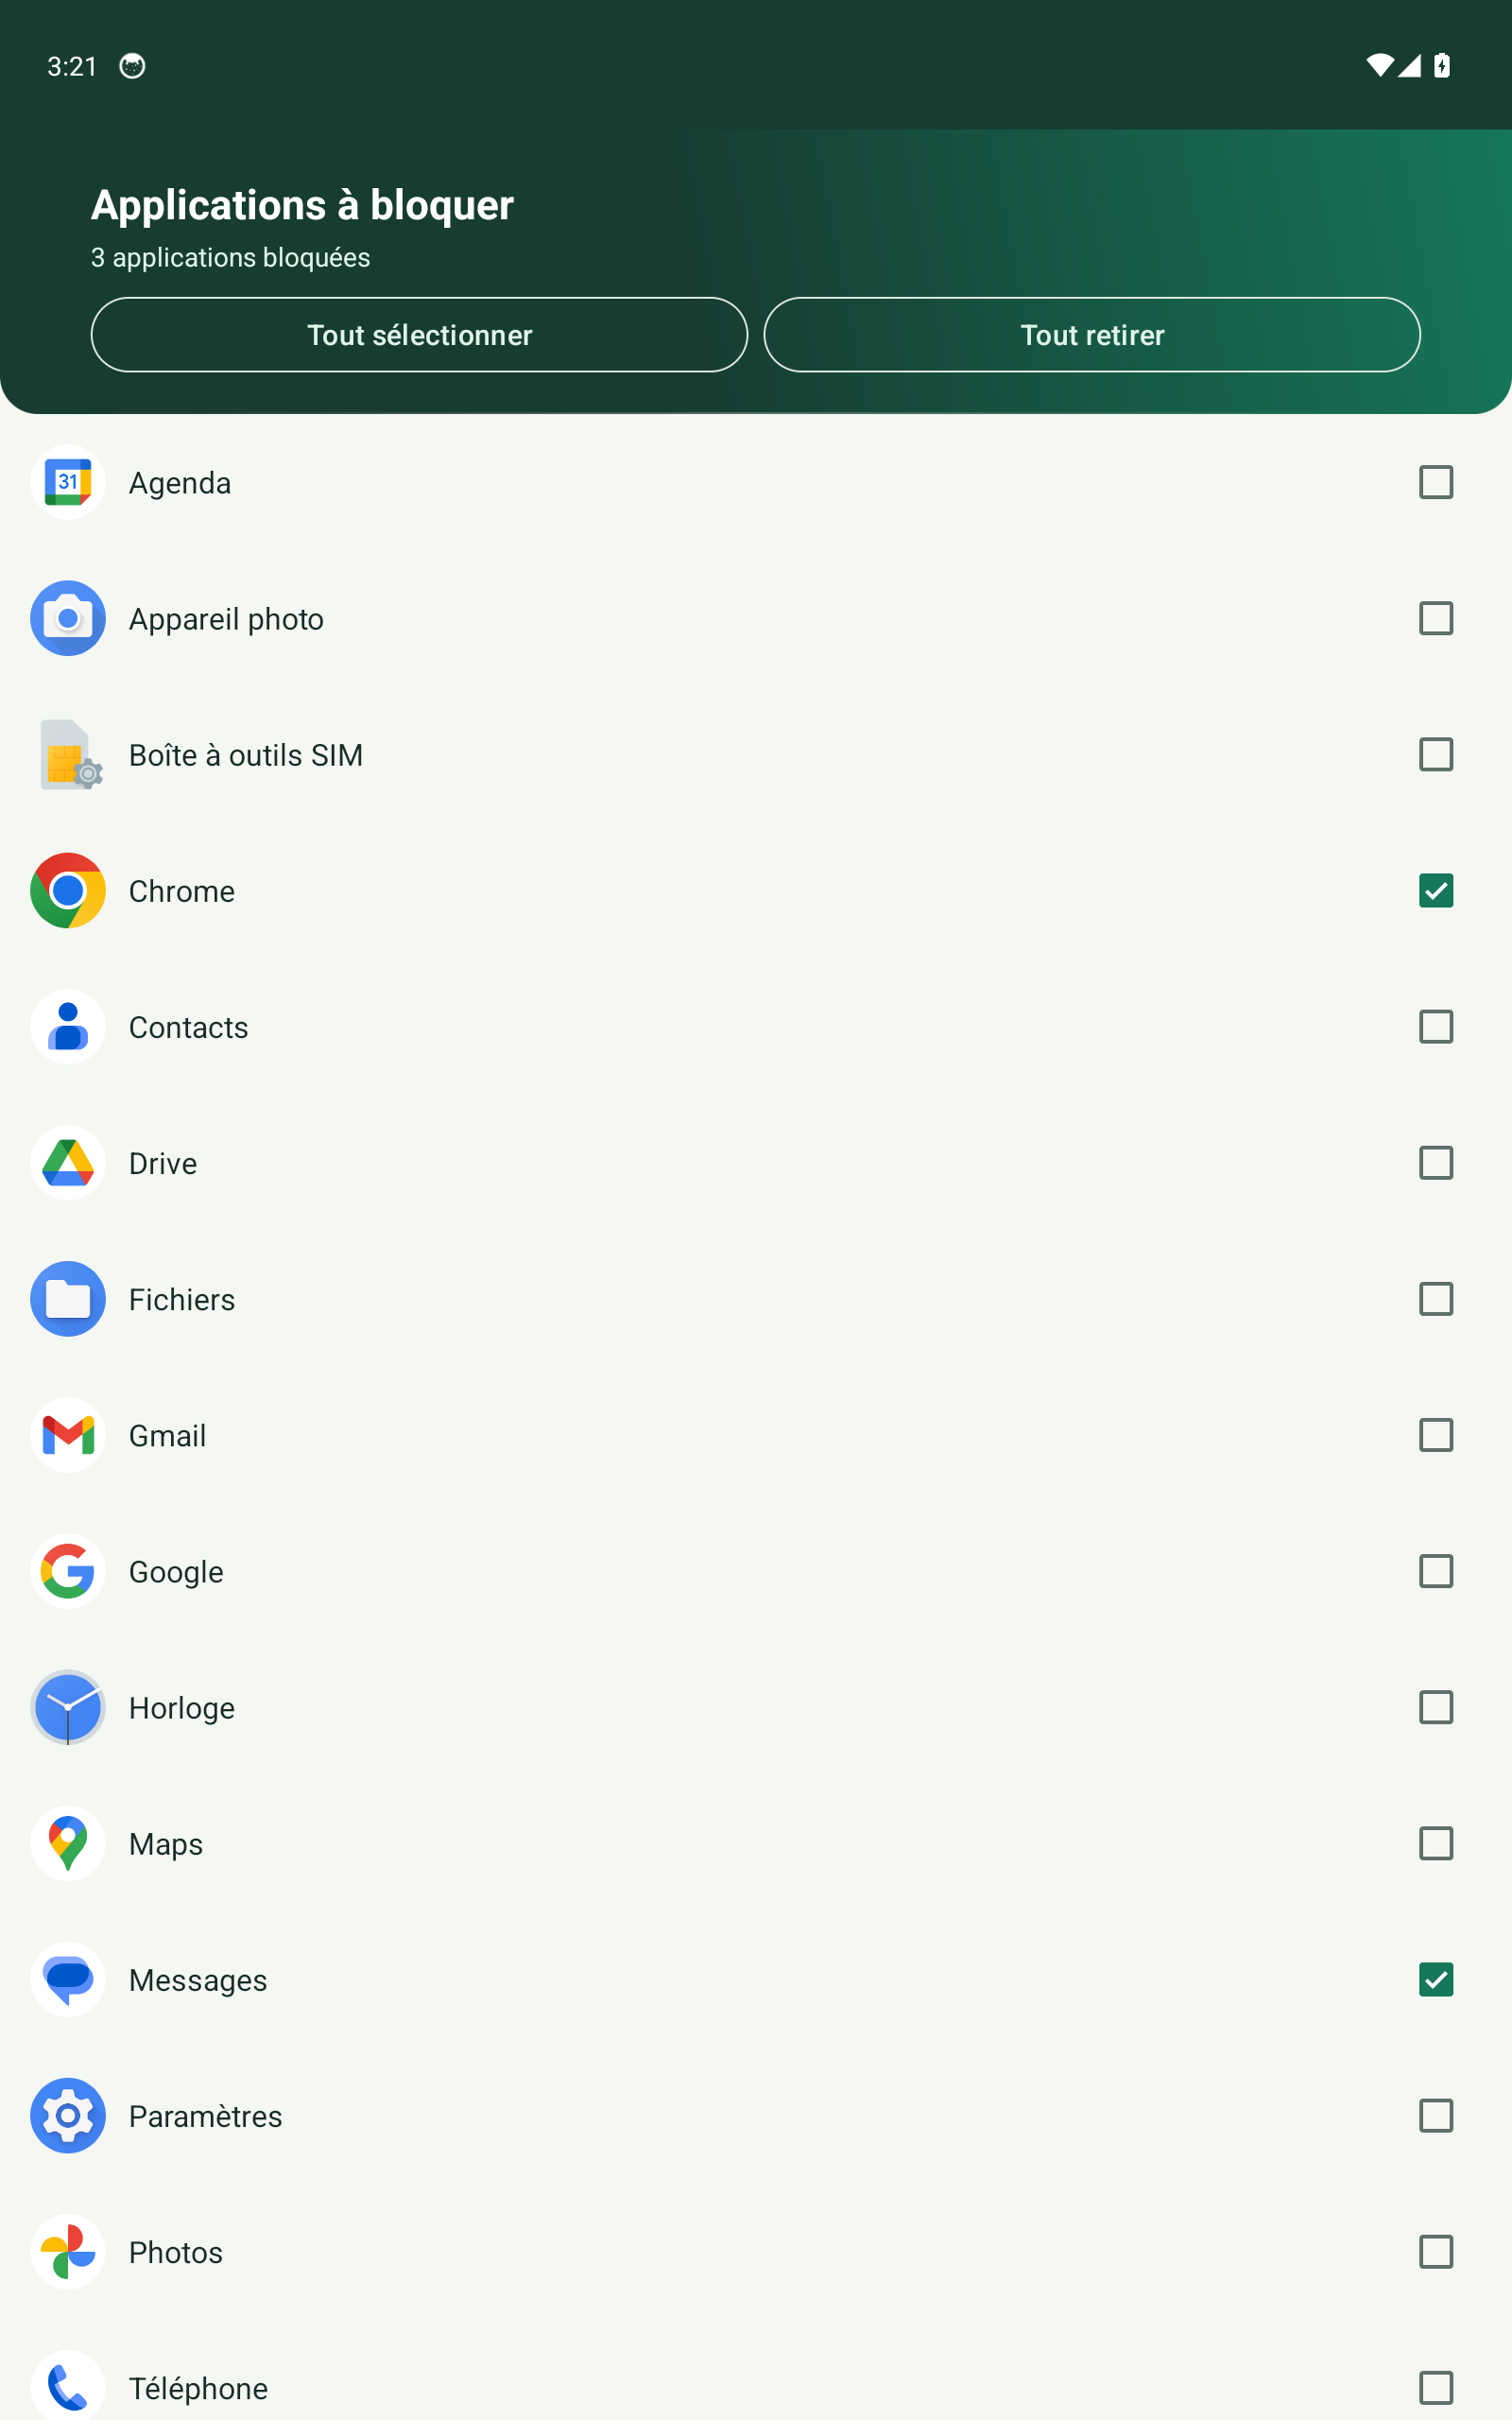 3:21
Applications à bloquer
3 applications bloquées
Tout sélectionner
Tout retirer
31
Agenda
Appareil photo
Boîte à outils SIM
Chrome
Contacts
Drive
Fichiers
Gmail
Google
Horloge
Maps
Messages
Paramètres
Photos
Téléphone